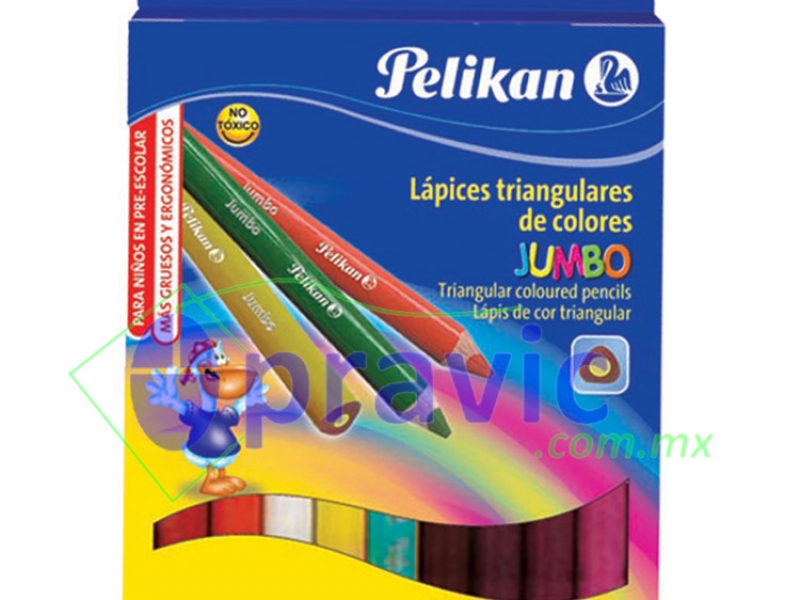 Pelikan
NO
TÓXICO
PARA NIÑOS EN PRE-ESCOLAR
MÁS GRUESOS Y ERGONÓMICOS
Lápices triangulares
de colores
JUMBO
Triangular coloured pencils
Lápis de cor triangular
Jumbo
Pelikan
Jumbo
Pelikan
Pelikan
Jumbo
epravic
.com.mx